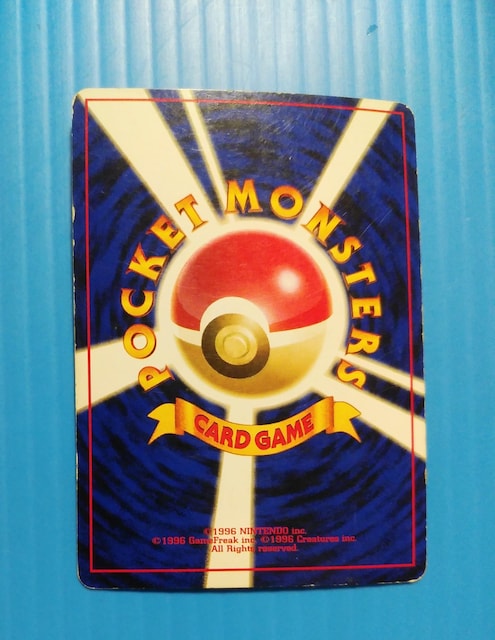 POCKET MONSTERS
CARD GAME
©1996 NINTENDO inc.
©1996 GameFreak inc. ©1996 Creatures inc.
All Rights reserved.